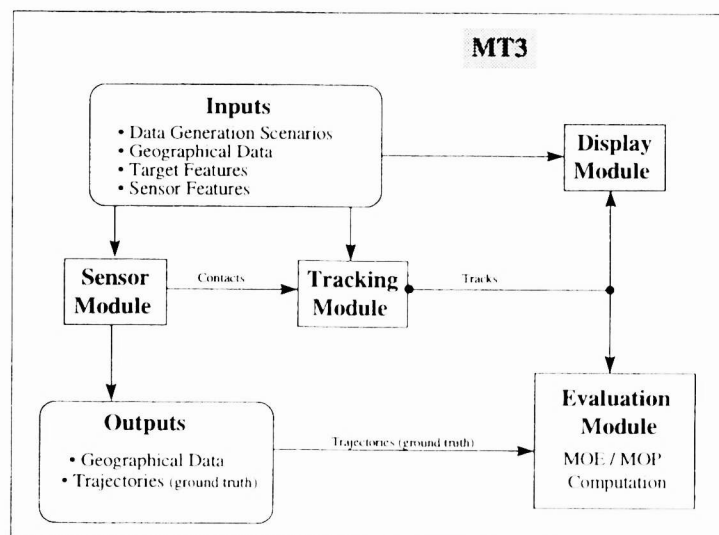 MT3
Inputs
• Data Generation Scenarios
• Geographical Data
• Target Features
• Sensor Features
Display
Module
Sensor
Module
Contacts
Tracking
Module
Tracks
Outputs
• Geographical Data
• Trajectories (ground truth)
Trajectories (ground truth)
Evaluation
Module
MOE / MOP
Computation